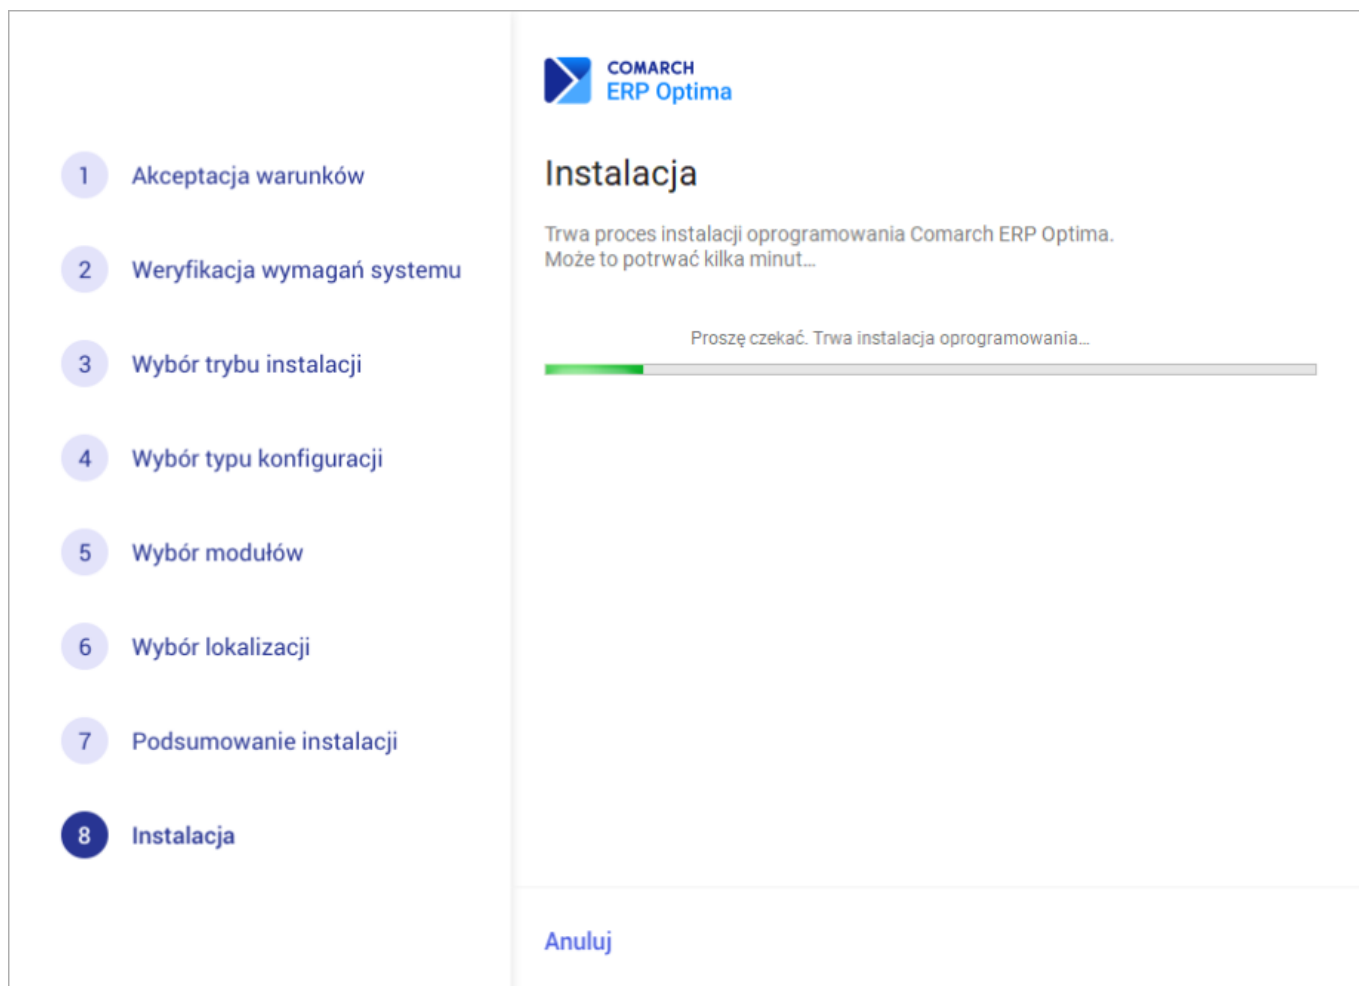 COMARCH
ERP Optima
1 Akceptacja warunków
2 Weryfikacja wymagań systemu
3 Wybór trybu instalacji
4 Wybór typu konfiguracji
5 Wybór modułów
6 Wybór lokalizacji
7 Podsumowanie instalacji
8 Instalacja
Instalacja
Trwa proces instalacji oprogramowania Comarch ERP Optima.
Może to potrwać kilka minut...
Proszę czekać. Trwa instalacja oprogramowania...
Anuluj